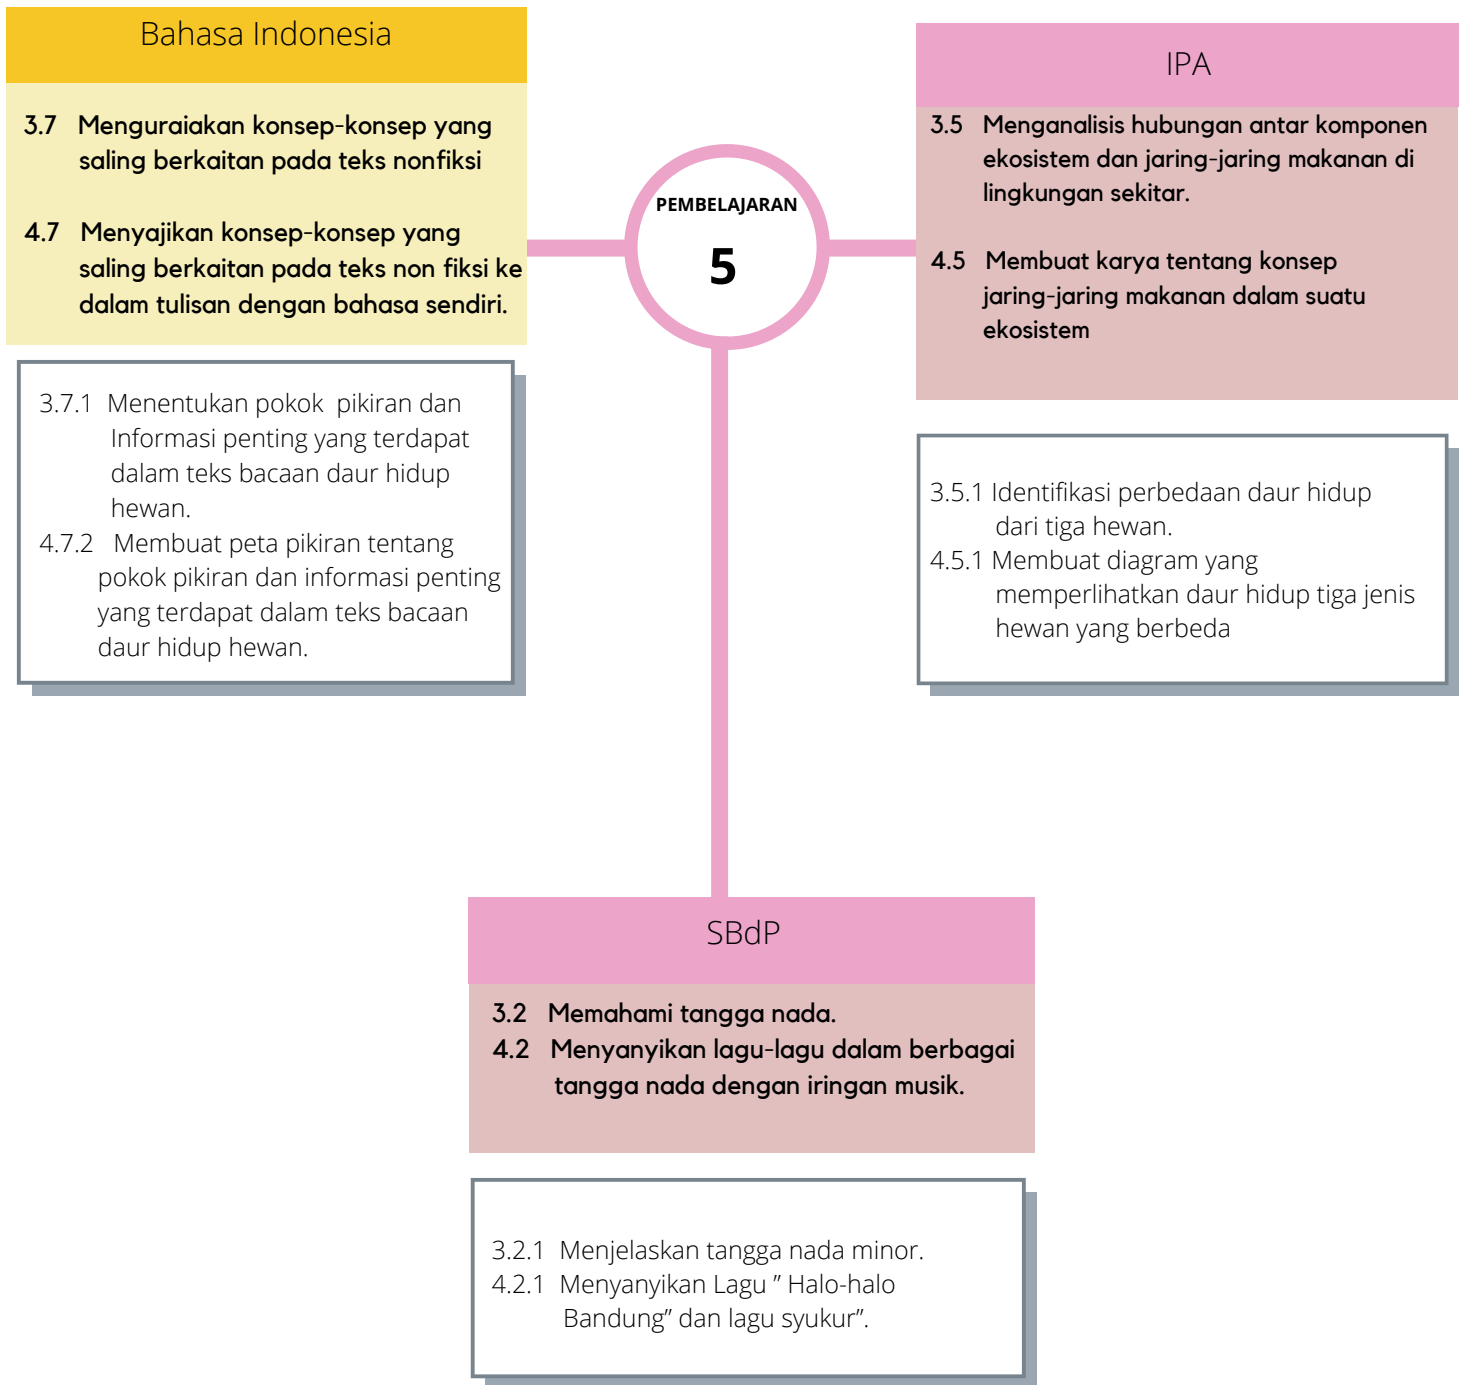 Bahasa Indonesia
3.7 Menguraiakan konsep-konsep yang
saling berkaitan pada teks nonfiksi
4.7 Menyajikan konsep-konsep yang
saling berkaitan pada teks non fiksi ke
dalam tulisan dengan bahasa sendiri.
3.7.1 Menentukan pokok pikiran dan
Informasi penting yang terdapat
dalam teks bacaan daur hidup
hewan.
4.7.2 Membuat peta pikiran tentang
pokok pikiran dan informasi penting
yang terdapat dalam teks bacaan
daur hidup hewan.
PEMBELAJARAN
5
IPA
3.5 Menganalisis hubungan antar komponen
ekosistem dan jaring-jaring makanan di
lingkungan sekitar.
4.5 Membuat karya tentang konsep
jaring-jaring makanan dalam suatu
ekosistem
3.5.1 Identifikasi perbedaan daur hidup
dari tiga hewan.
4.5.1 Membuat diagram yang
memperlihatkan daur hidup tiga jenis
hewan yang berbeda
SBdP
3.2 Memahami tangga nada.
4.2 Menyanyikan lagu-lagu dalam berbagai
tangga nada dengan iringan musik.
3.2.1 Menjelaskan tangga nada minor.
4.2.1 Menyanyikan Lagu ” Halo-halo
Bandung” dan lagu syukur”.